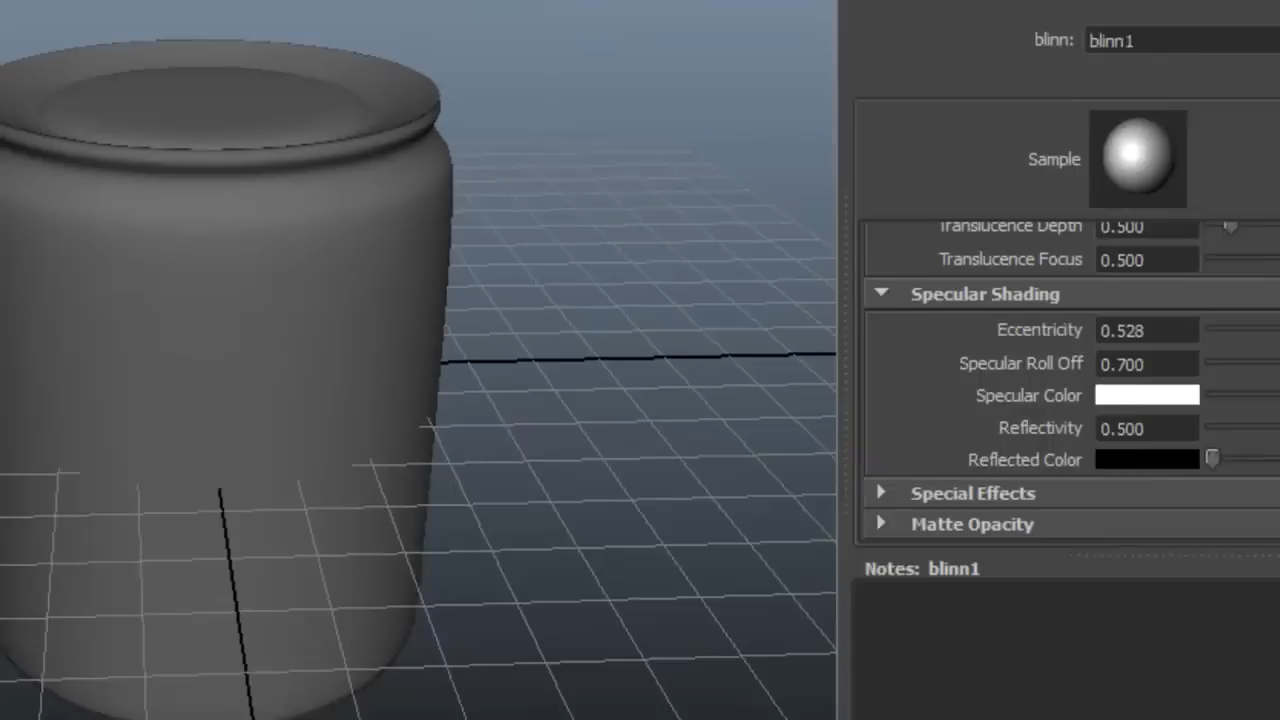 blinn: blinn1
Sample
Translucence Depth 0.500
Translucence Focus 0.500
Specular Shading
Eccentricity 0.528
Specular Roll Off 0.700
Specular Color
Reflectivity 0.500
Reflected Color
Special Effects
Matte Opacity
Notes: blinn1